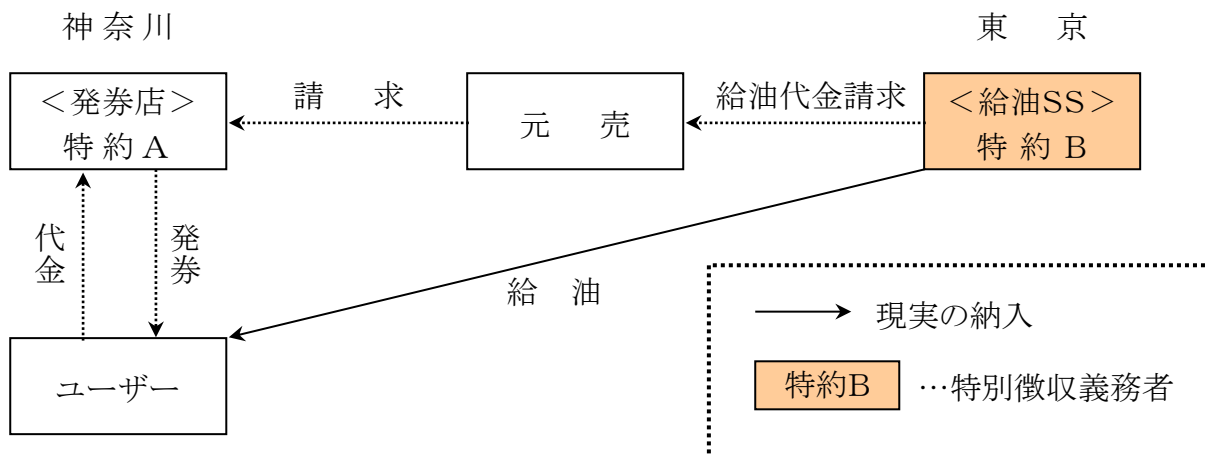 神奈川
東 京
＜発券店＞
特約A
請 求
元 売
給油代金請求
＜給油SS＞
特約B
代金
発券
給 油
ユーザー
現実の納入
特約B …特別徴収義務者